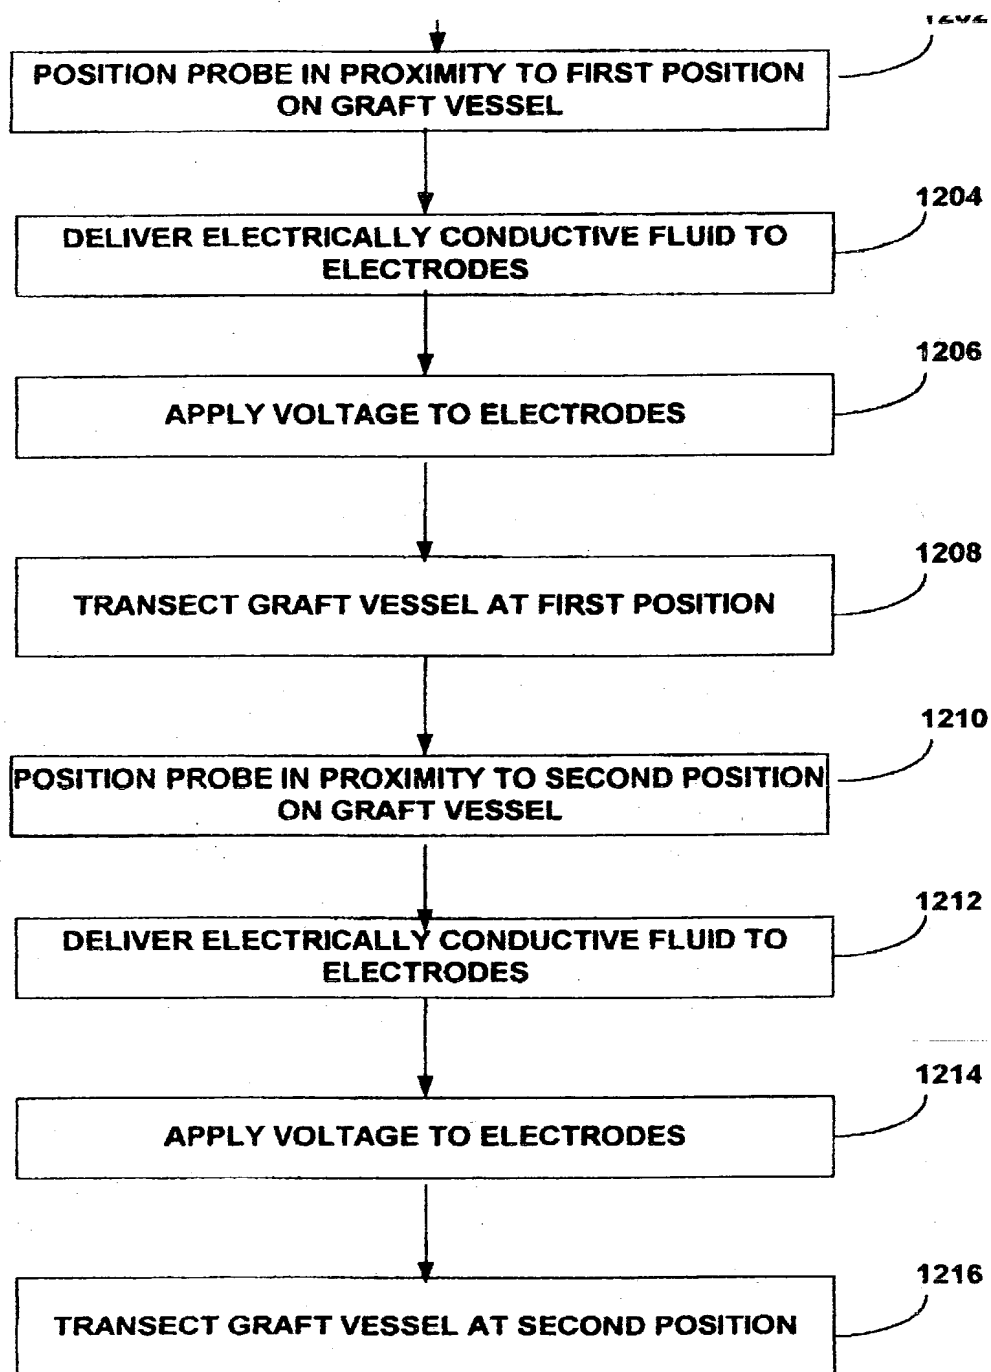 POSITION PROBE IN PROXIMITY TO FIRST POSITION
ON GRAFT VESSEL
1204
DELIVER ELECTRICALLY CONDUCTIVE FLUID TO
ELECTRODES
1206
APPLY VOLTAGE TO ELECTRODES
1208
TRANSECT GRAFT VESSEL AT FIRST POSITION
1210
POSITION PROBE IN PROXIMITY TO SECOND POSITION
ON GRAFT VESSEL
1212
DELIVER ELECTRICALLY CONDUCTIVE FLUID TO
ELECTRODES
1214
APPLY VOLTAGE TO ELECTRODES
1216
TRANSECT GRAFT VESSEL AT SECOND POSITION